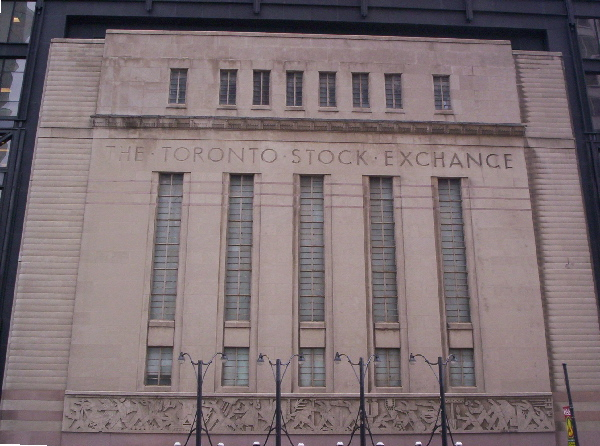 THE · TORONTO · STOCK · EXCHANGE